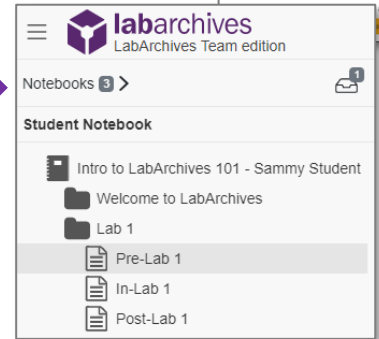 labarchives
LabArchives Team edition
Notebooks 3 >
1
Student Notebook
Intro to LabArchives 101 - Sammy Student
Welcome to LabArchives
Lab 1
Pre-Lab 1
In-Lab 1
Post-Lab 1